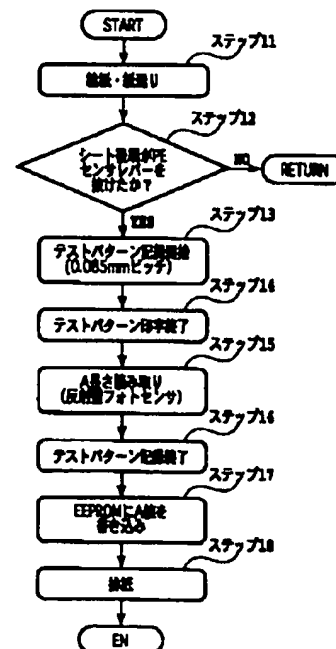 START
ステップ11
給紙・紙送り
ステップ12
シート後端がPE
センサレバーを
抜けたか?
NO
RETURN
YES
ステップ13
テストパターン記録開始
(0.085mmピッチ)
ステップ14
テストパターン印字終了
ステップ15
A長さ読み取り
(反射型フォトセンサ)
ステップ16
テストパターン記録終了
ステップ17
EEPROMにA値を
書き込み
ステップ18
排紙
EN